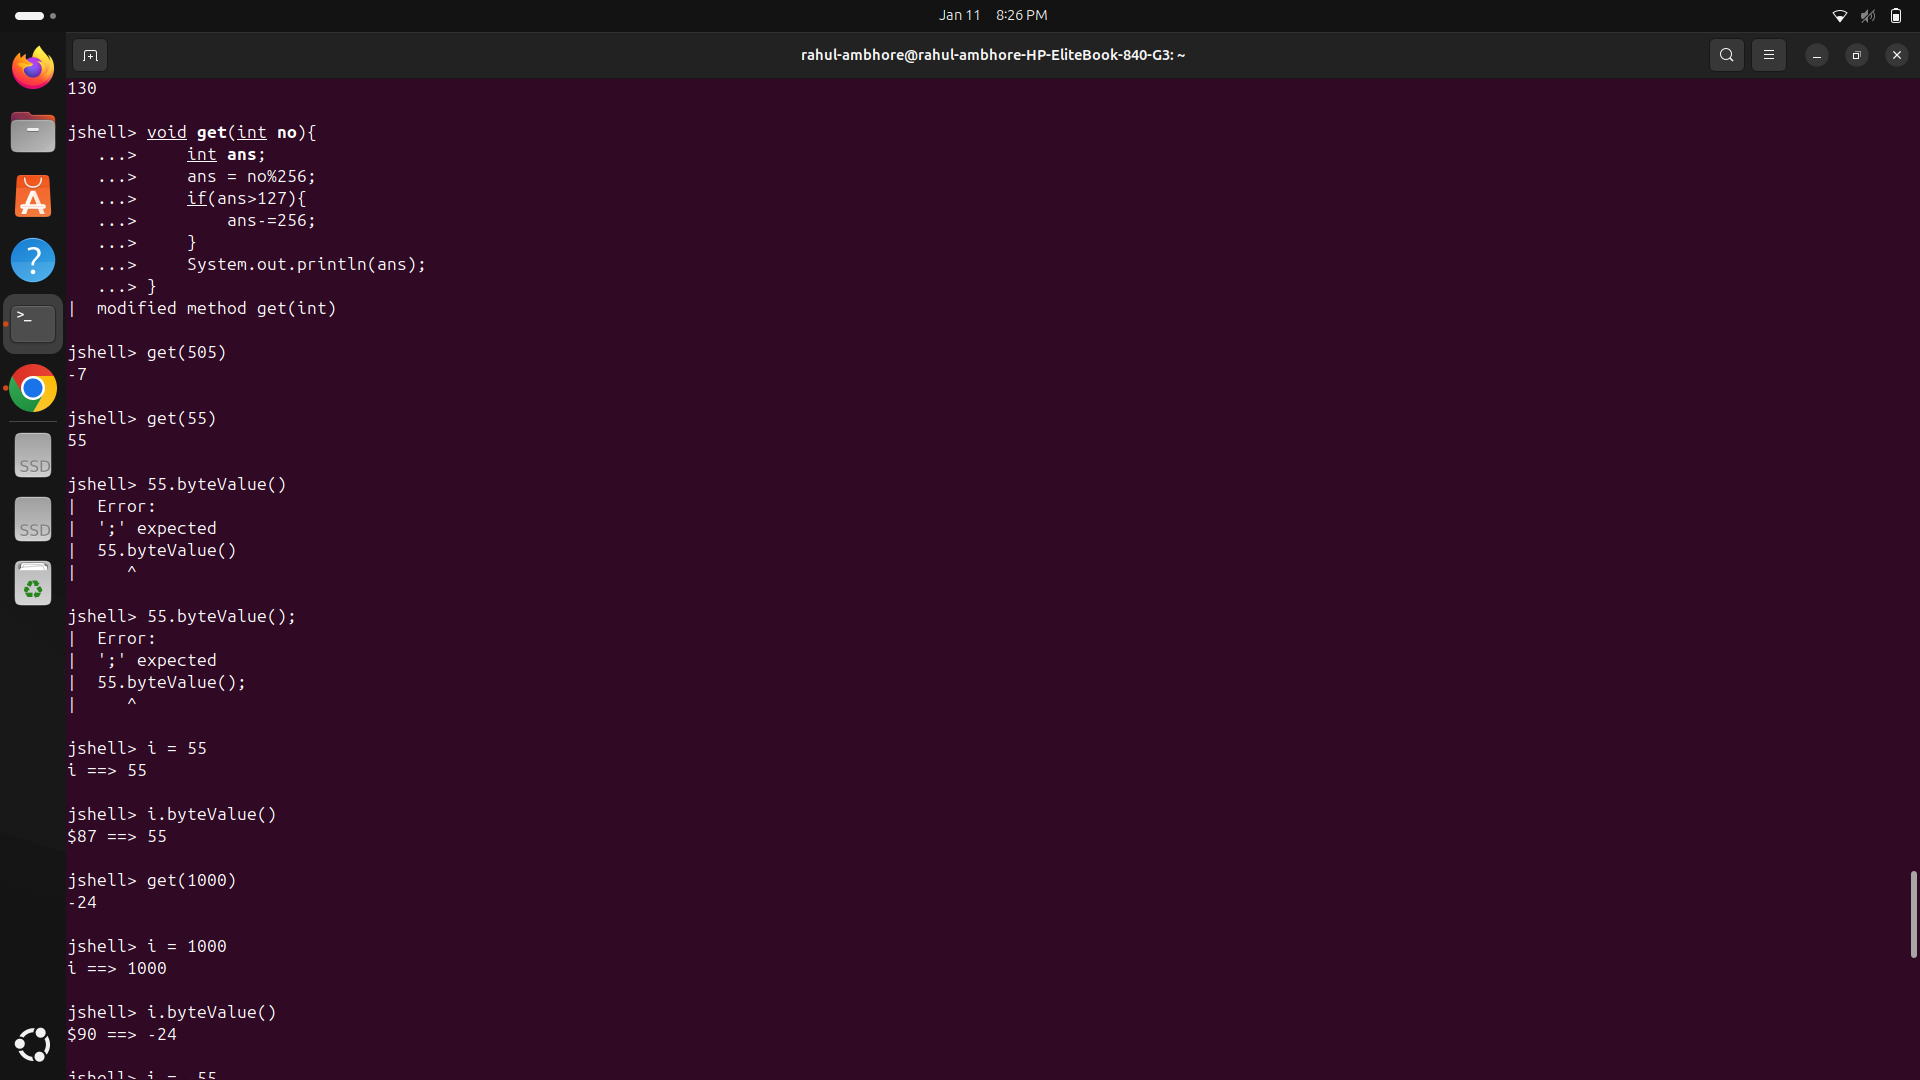 Jan 11 8:26 PM
rahul-ambhore@rahul-ambhore-HP-EliteBook-840-G3: ~
130
jshell> void get(int no){
   ...>     int ans;
   ...>     ans = no%256;
   ...>     if(ans>127){
   ...>         ans-=256;
   ...>     }
   ...>     System.out.println(ans);
   ...> }
|  modified method get(int)
jshell> get(505)
-7
jshell> get(55)
55
jshell> 55.byteValue()
|  Error:
|  ';' expected
|  55.byteValue()
|     ^
jshell> 55.byteValue();
|  Error:
|  ';' expected
|  55.byteValue();
|     ^
jshell> i = 55
i ==> 55
jshell> i.byteValue()
$87 ==> 55
jshell> get(1000)
-24
jshell> i = 1000
i ==> 1000
jshell> i.byteValue()
$90 ==> -24
SSD
SSD